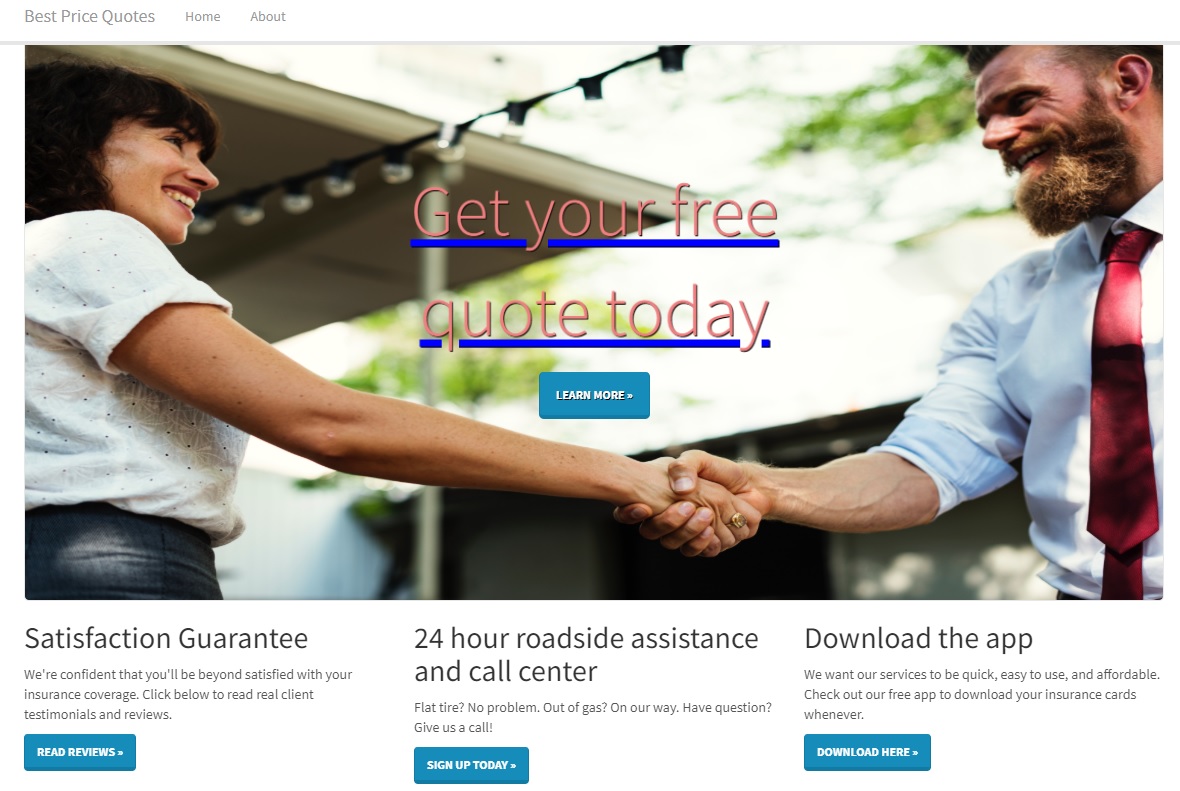 Best Price Quotes Home About
Get your free
quote today
LEARN MORE »
Satisfaction Guarantee
We're confident that you'll be beyond satisfied with your
insurance coverage. Click below to read real client
testimonials and reviews.
READ REVIEWS »
24 hour roadside assistance
and call center
Flat tire? No problem. Out of gas? On our way. Have question?
Give us a call!
SIGN UP TODAY »
Download the app
We want our services to be quick, easy to use, and affordable.
Check out our free app to download your insurance cards
whenever.
DOWNLOAD HERE »